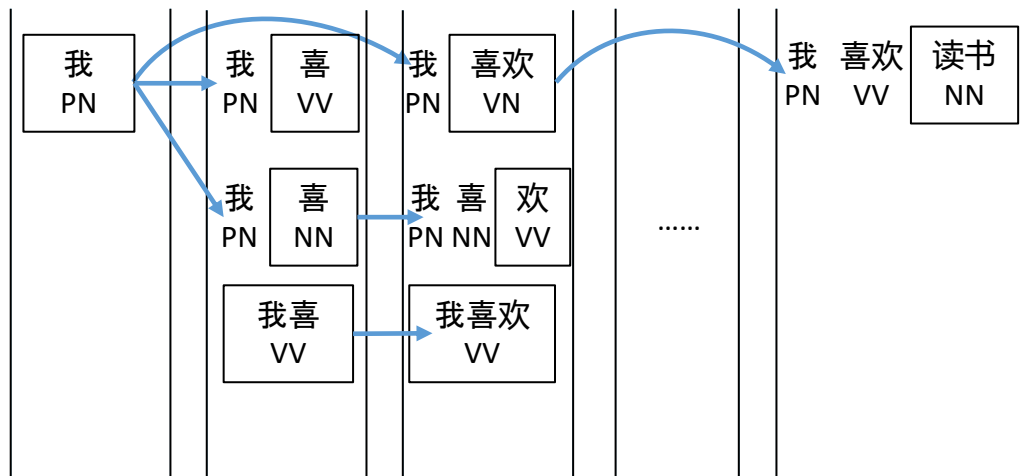 我
PN
我 喜
PN VV
我 喜欢
PN VN
我 喜欢 读书
PN VV NN
我 喜
PN NN
我 喜 欢
PN NN VV
……
我喜
VV
我喜欢
VV